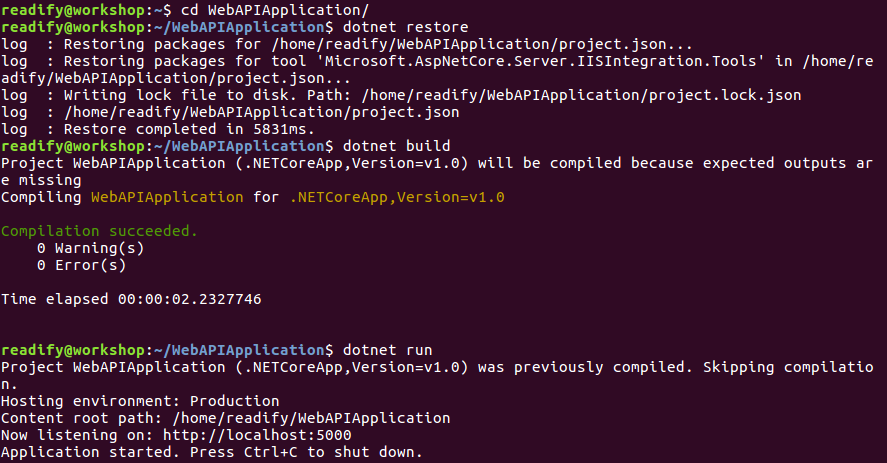 readify@workshop:~$ cd WebAPIApplication/
readify@workshop:~/WebAPIApplication$ dotnet restore
log  : Restoring packages for /home/readify/WebAPIApplication/project.json...
log  : Restoring packages for tool 'Microsoft.AspNetCore.Server.IISIntegration.Tools' in /home/re
adify/WebAPIApplication/project.json...
log  : Writing lock file to disk. Path: /home/readify/WebAPIApplication/project.lock.json
log  : /home/readify/WebAPIApplication/project.json
log  : Restore completed in 5831ms.
readify@workshop:~/WebAPIApplication$ dotnet build
Project WebAPIApplication (.NETCoreApp,Version=v1.0) will be compiled because expected outputs ar
e missing
Compiling WebAPIApplication for .NETCoreApp,Version=v1.0
Compilation succeeded.
    0 Warning(s)
    0 Error(s)
Time elapsed 00:00:02.2327746
readify@workshop:~/WebAPIApplication$ dotnet run
Project WebAPIApplication (.NETCoreApp,Version=v1.0) was previously compiled. Skipping compilatio
n.
Hosting environment: Production
Content root path: /home/readify/WebAPIApplication
Now listening on: http://localhost:5000
Application started. Press Ctrl+C to shut down.